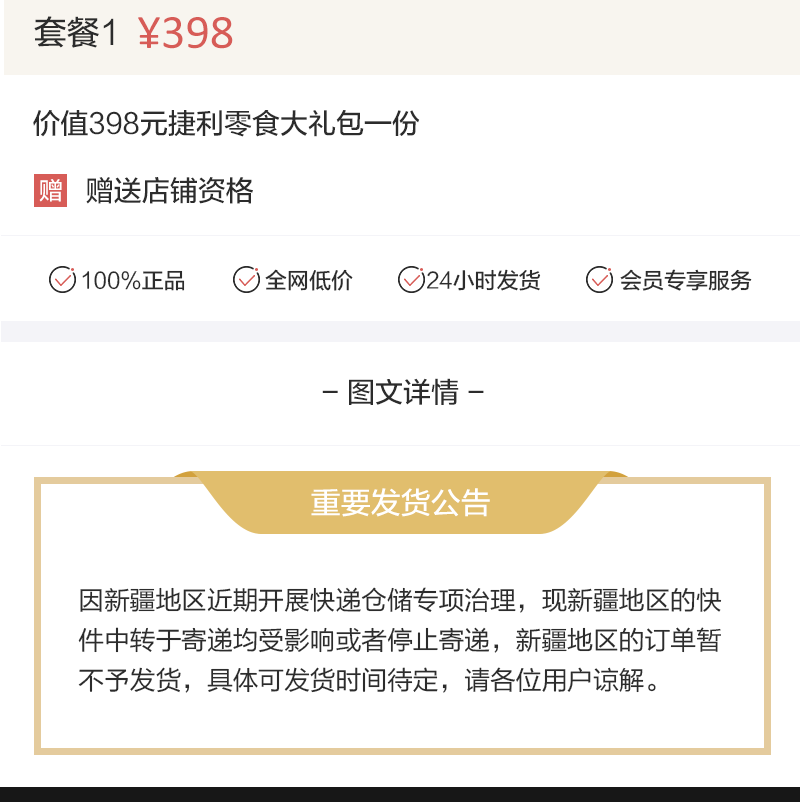 套餐1 ¥398
价值398元捷利零食大礼包一份
赠 赠送店铺资格
100%正品 全网低价 24小时发货 会员专享服务
– 图文详情 –
重要发货公告
因新疆地区近期开展快递仓储专项治理，现新疆地区的快
件中转于寄递均受影响或者停止寄递，新疆地区的订单暂
不予发货，具体可发货时间待定，请各位用户谅解。